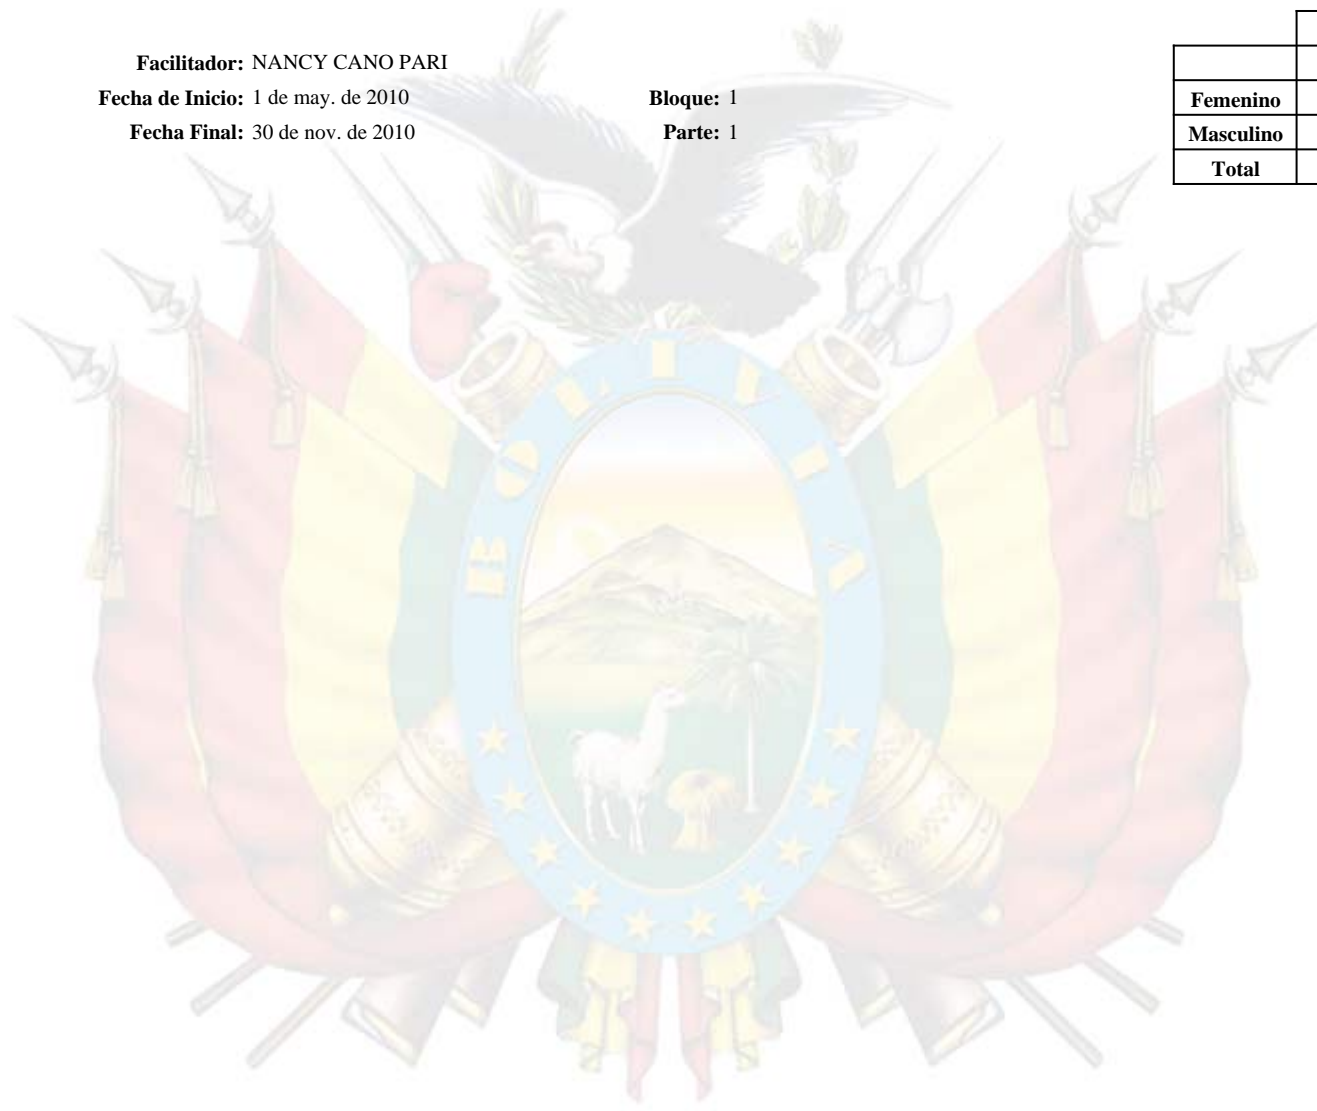 Facilitador: NANCY CANO PARI
Fecha de Inicio: 1 de may. de 2010 Bloque: 1
Fecha Final: 30 de nov. de 2010 Parte: 1
Femenino
Masculino
Total
BOLIVIA